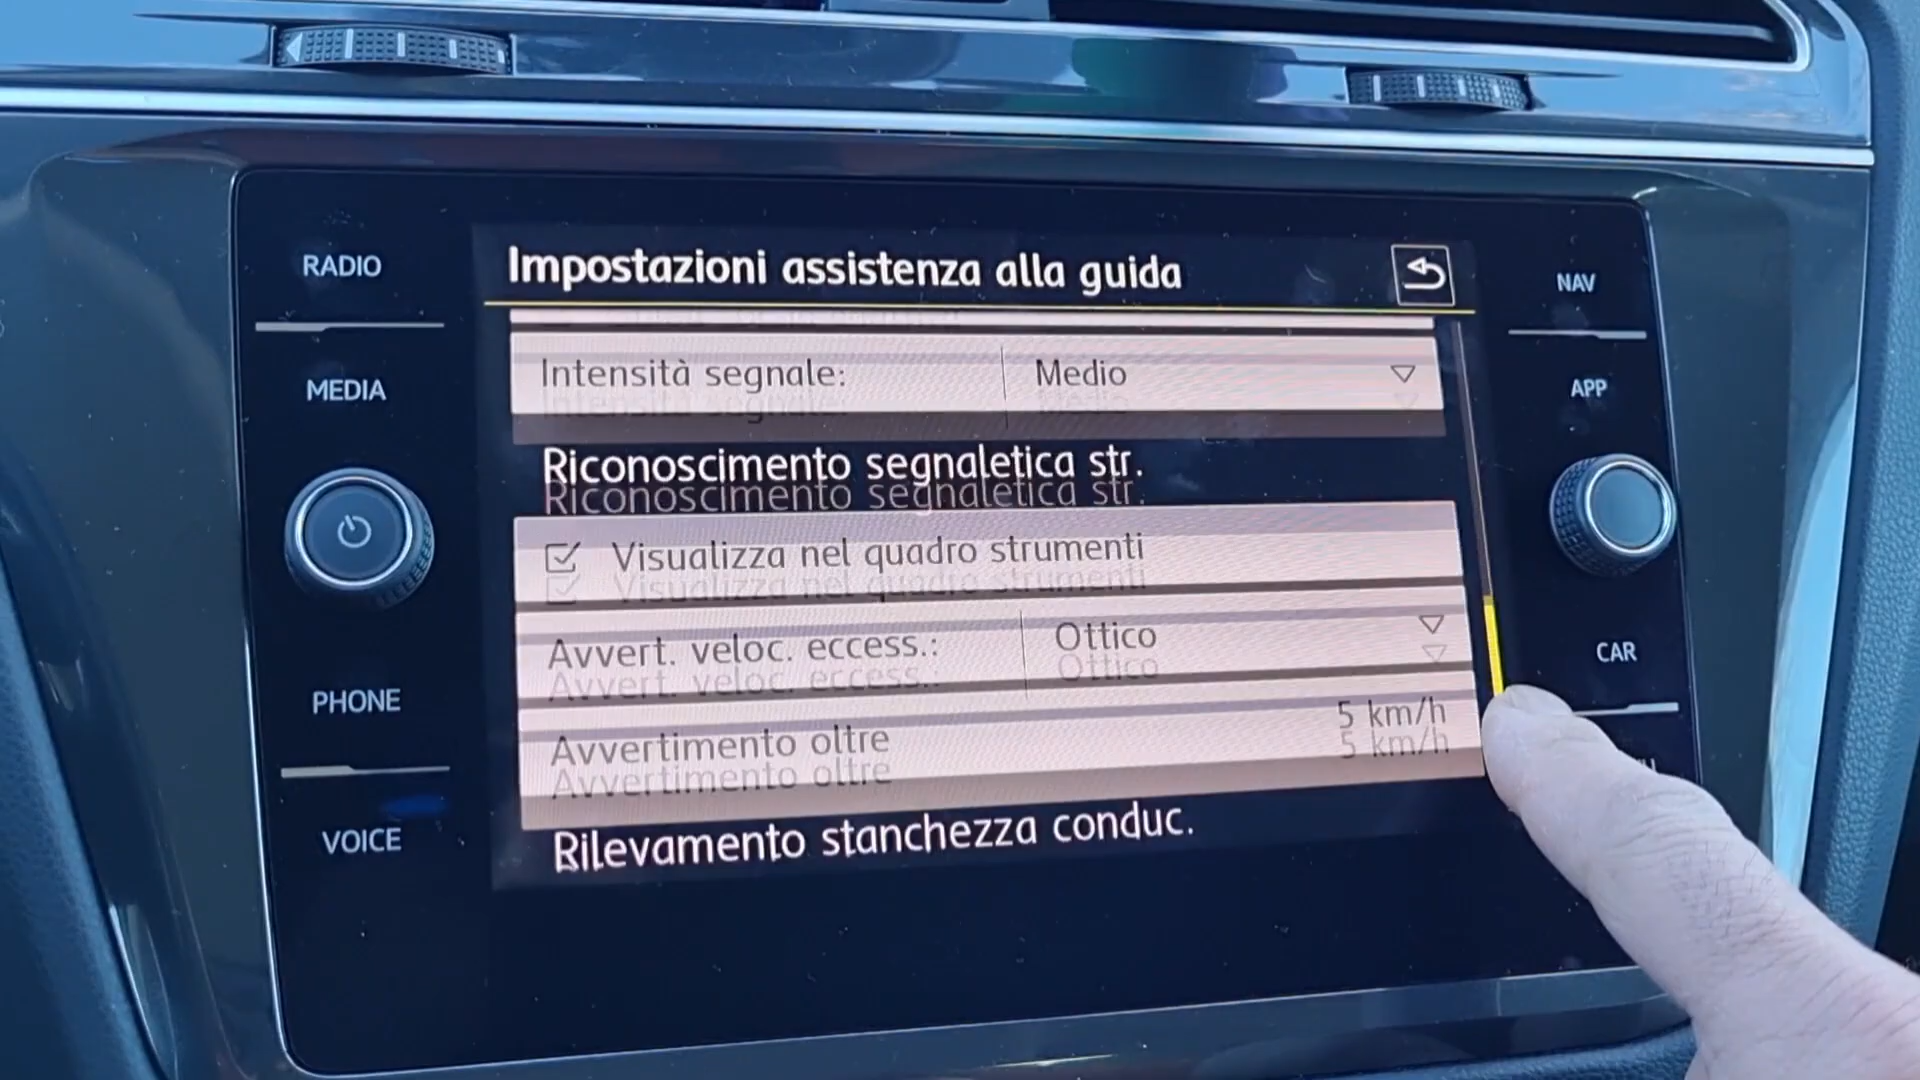 RADIO
MEDIA
PHONE
VOICE
Impostazioni assistenza alla guida
Intensità segnale: Medio
Riconoscimento segnaletica str.
Visualizza nel quadro strumenti
Avvert. veloc. eccess.: Ottico
Avvertimento oltre 5 km/h
Rilevamento stanchezza conduc.
NAV
APP
CAR